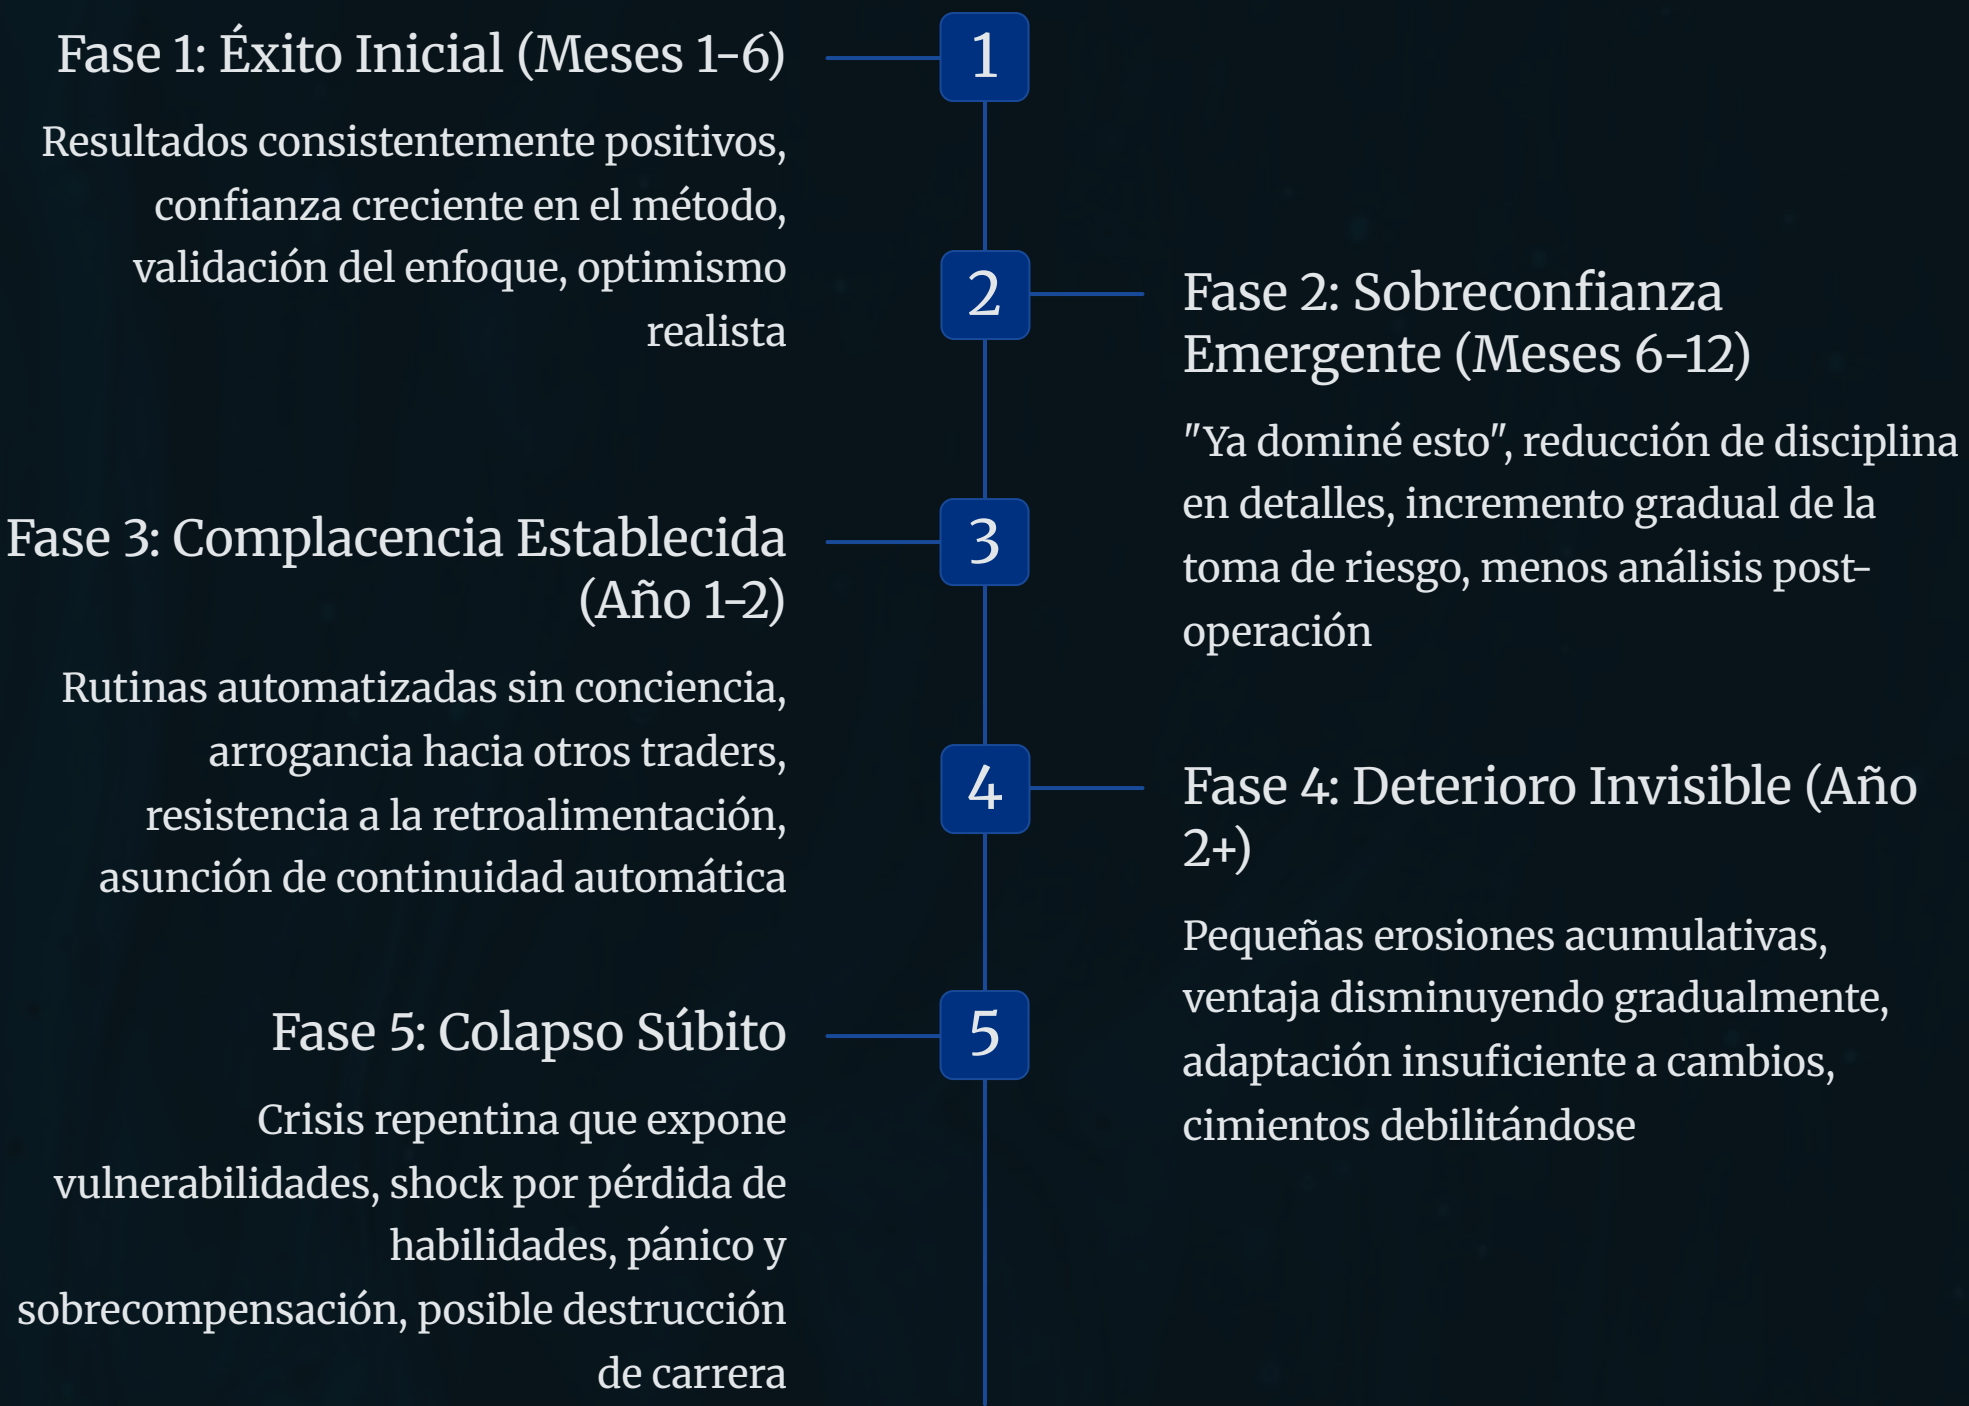 1
Fase 1: Éxito Inicial (Meses 1-6)
Resultados consistentemente positivos,
confianza creciente en el método,
validación del enfoque, optimismo
realista
2
Fase 2: Sobreconfianza
Emergente (Meses 6-12)
"Ya dominé esto", reducción de disciplina
en detalles, incremento gradual de la
toma de riesgo, menos análisis post-
operación
3
Fase 3: Complacencia Establecida
(Año 1-2)
Rutinas automatizadas sin conciencia,
arrogancia hacia otros traders,
resistencia a la retroalimentación,
asunción de continuidad automática
4
Fase 4: Deterioro Invisible (Año
2+)
Pequeñas erosiones acumulativas,
ventaja disminuyendo gradualmente,
adaptación insuficiente a cambios,
cimientos debilitándose
5
Fase 5: Colapso Súbito
Crisis repentina que expone
vulnerabilidades, shock por pérdida de
habilidades, pánico y
sobrecompensación, posible destrucción
de carrera